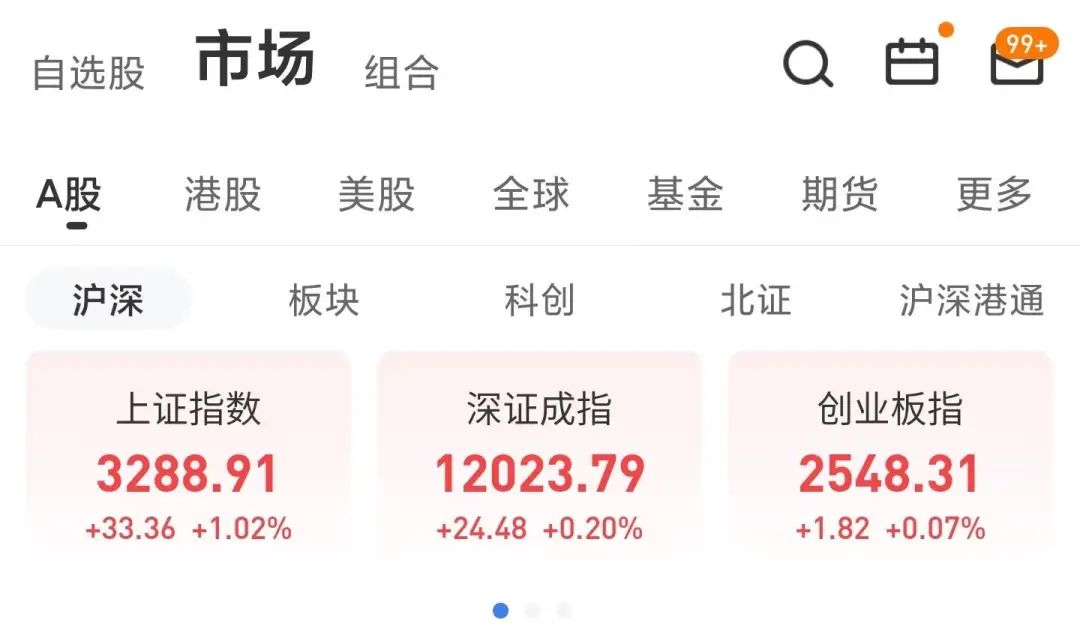 自选股 市场 组合
99+
A股 港股 美股 全球 基金 期货 更多
沪深 板块 科创 北证 沪深港通
上证指数 深证成指 创业板指
3288.91 12023.79 2548.31
+33.36 +1.02% +24.48 +0.20% +1.82 +0.07%